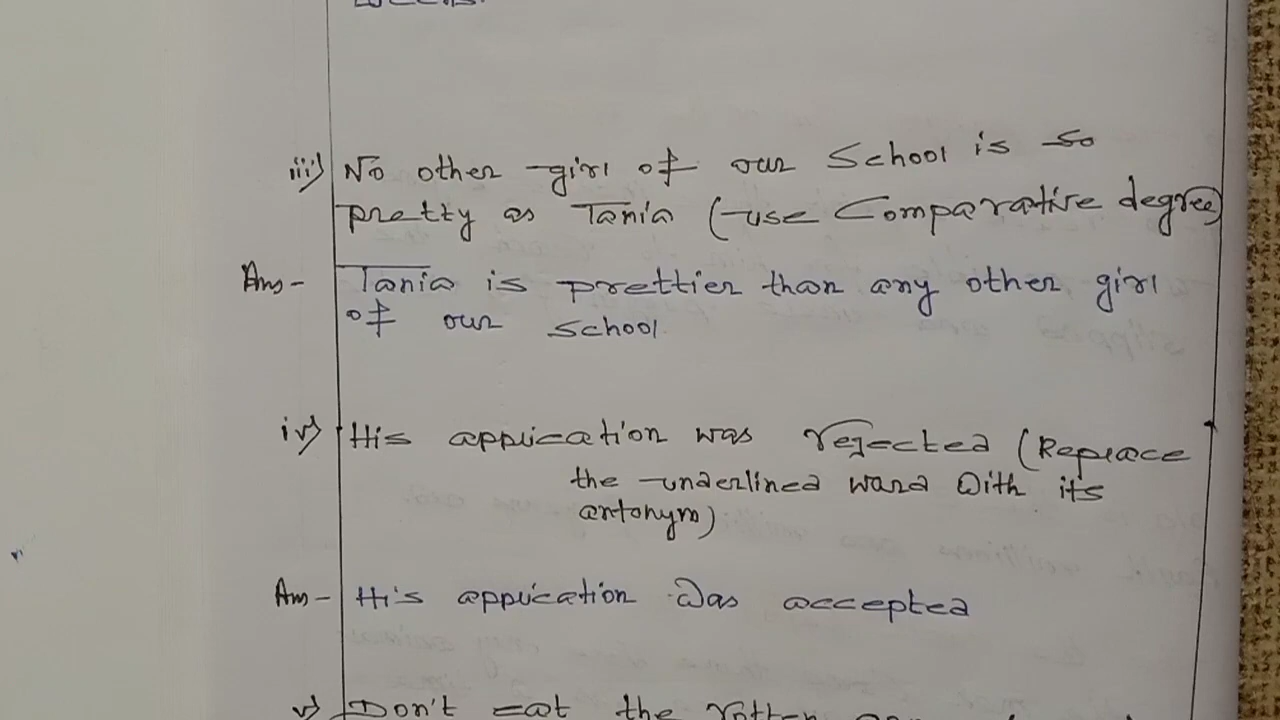 iii) No other girl of our School is so
pretty as Tania (use Comparative degree)
Ans- Tania is prettier than any other girl
of our school
iv) His application was rejected (Replace
the underlined word with its
antonym)
Ans- His application was accepted
v) Don't eat the rotten